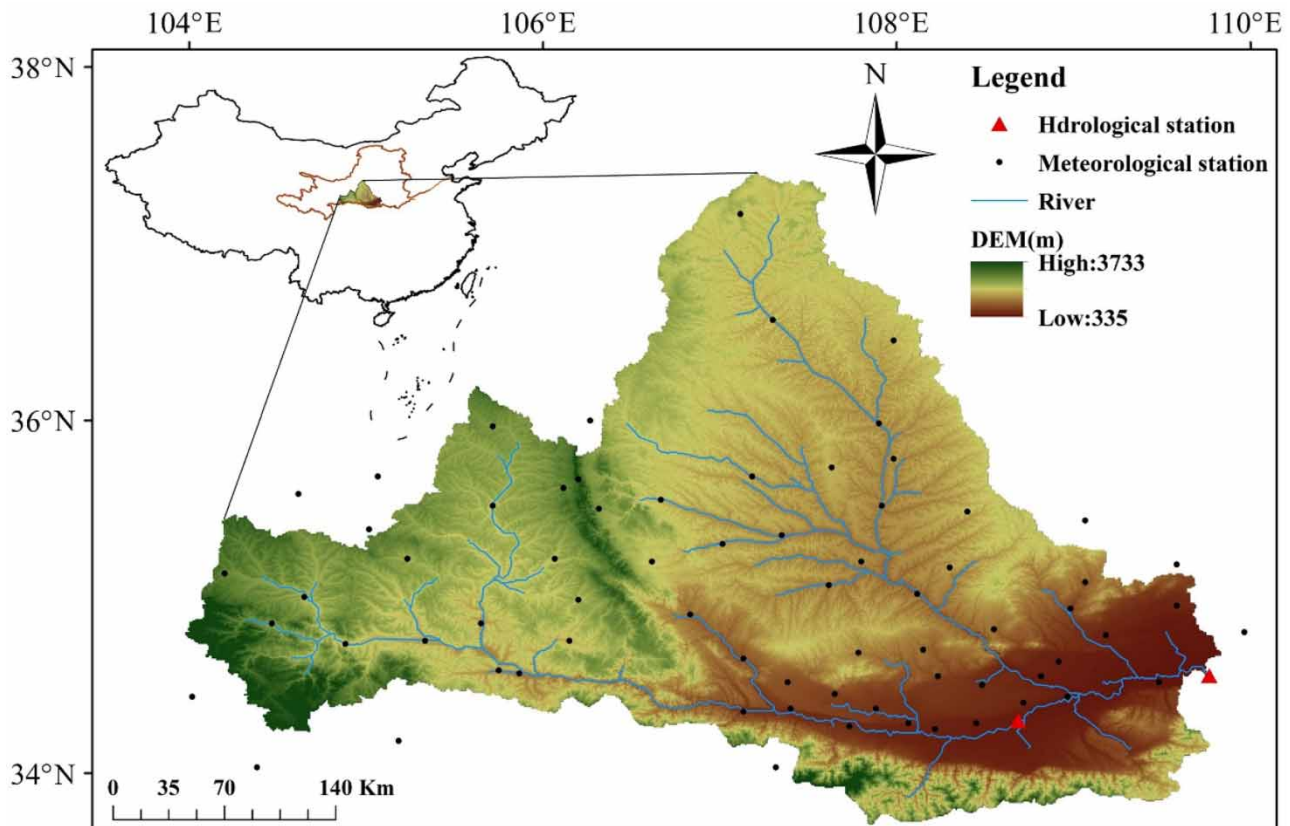 104°E 106°E 108°E 110°E
38°N
36°N
34°N
N
Legend
Hdrological station
Meteorological station
River
DEM(m)
High:3733
Low:335
0 35 70 140 Km